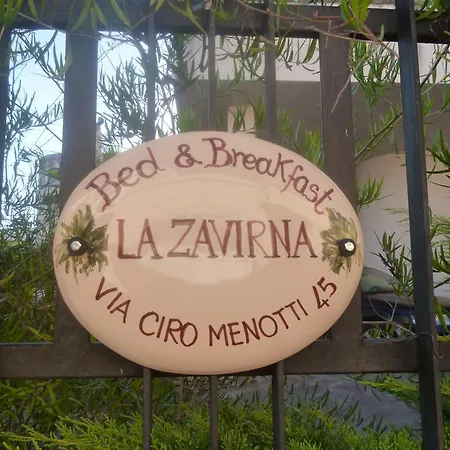 Bed & Breakfast
LA ZAVIRNA
VIA CIRO MENOTTI 45